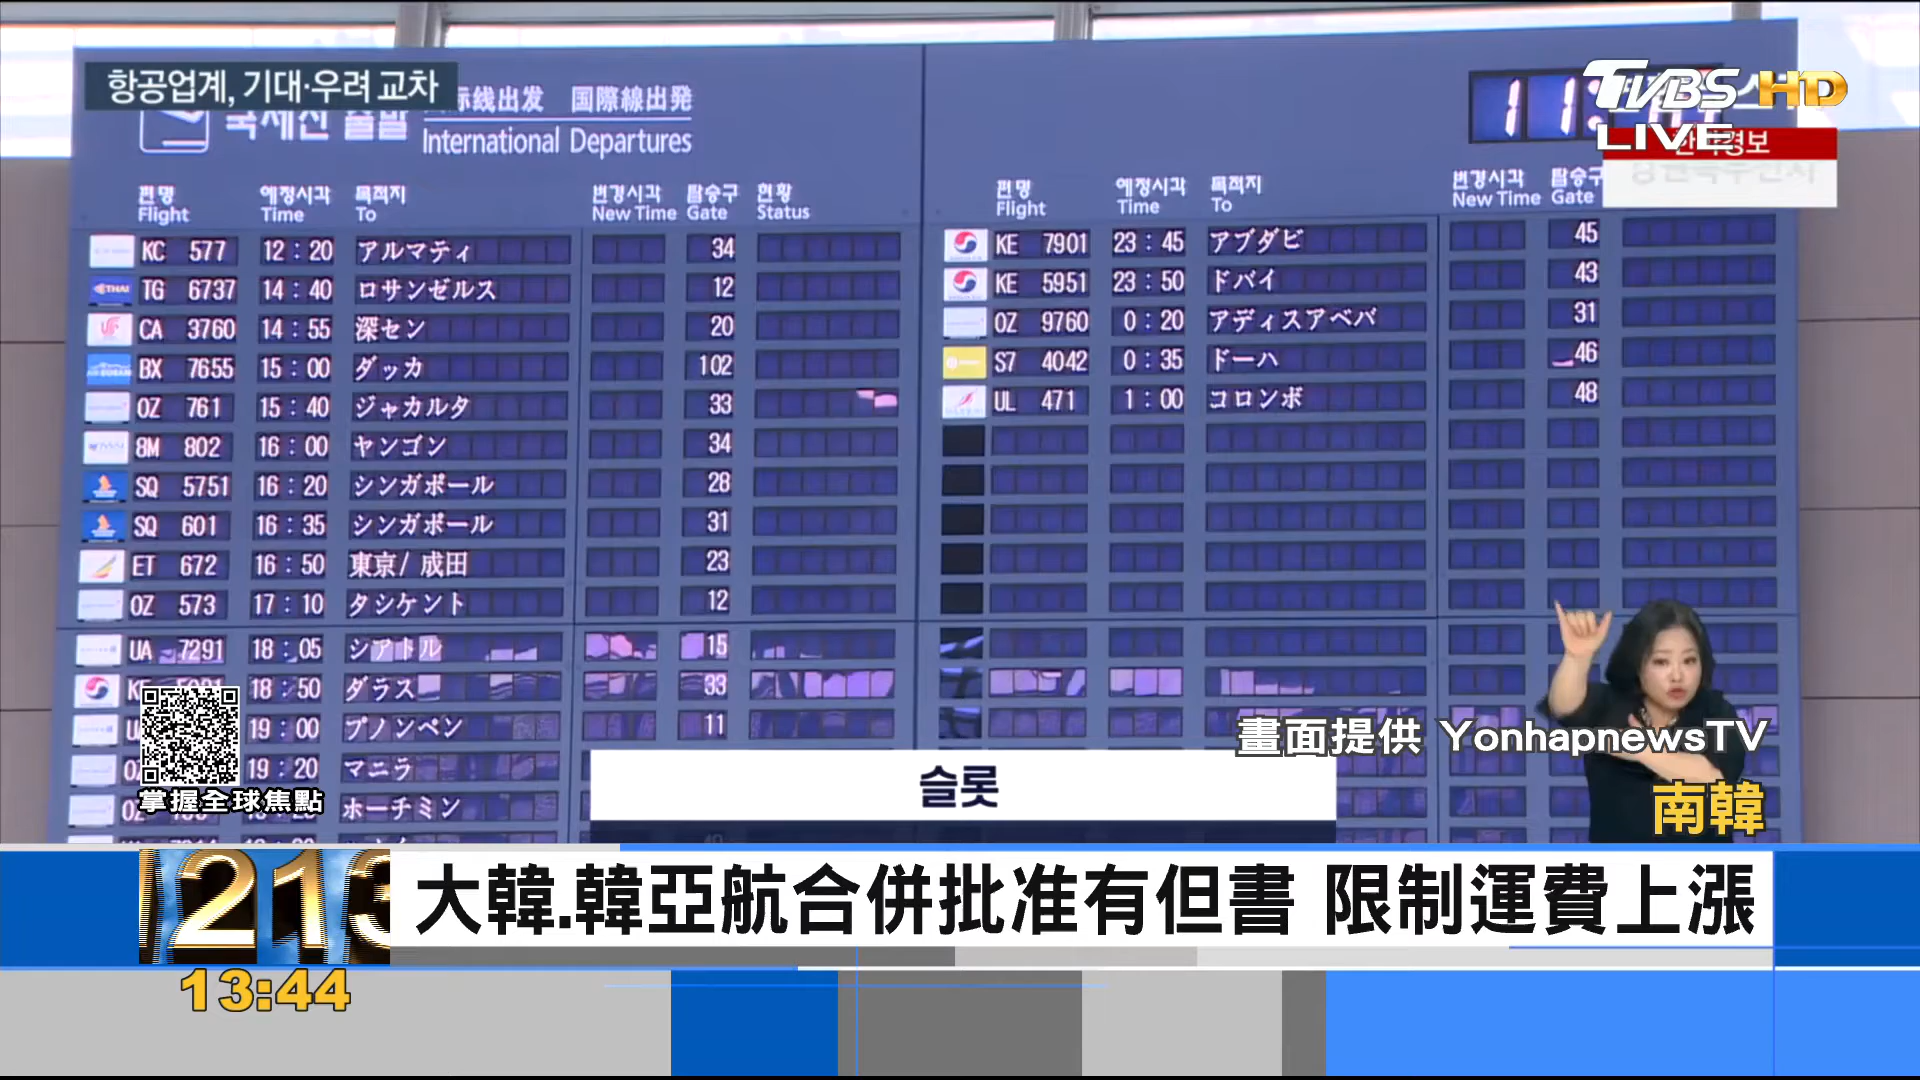 항공업계, 기대·우려 교차
国際線出発
International Departures
TVBS HD
LIVE
편명 예정시각 목적지 변경시각 탑승구 현황
Flight Time To New Time Gate Status
KC 577 12:20 アルマティ 34
TG 6737 14:40 ロサンゼルス 12
CA 3760 14:55 深セン 20
BX 7655 15:00 ダッカ 102
OZ 761 15:40 ジャカルタ 33
8M 802 16:00 ヤンゴン 34
SQ 5751 16:20 シンガポール 28
SQ 601 16:35 シンガポール 31
ET 672 16:50 東京/ 成田 23
OZ 573 17:10 タシケント 12
UA 7291 18:05 シアトル 15
18:50 ダラス 33
19:00 プノンペン 11
19:20 マニラ
ホーチミン
편명 예정시각 목적지 변경시각 탑승구
Flight Time To New Time Gate
KE 7901 23:45 アブダビ 45
KE 5951 23:50 ドバイ 43
OZ 9760 0:20 アディスアベバ 31
S7 4042 0:35 ドーハ 46
UL 471 1:00 コロンボ 48
掌握全球焦點
畫面提供 YonhapnewsTV
南韓
슬롯
213
大韓.韓亞航合併批准有但書 限制運費上漲
13:44